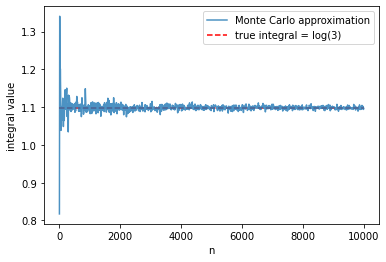 Monte Carlo approximation
true integral = log(3)
1.3
1.2
1.1
1.0
0.9
0.8
integral value
0 2000 4000 6000 8000 10000
n